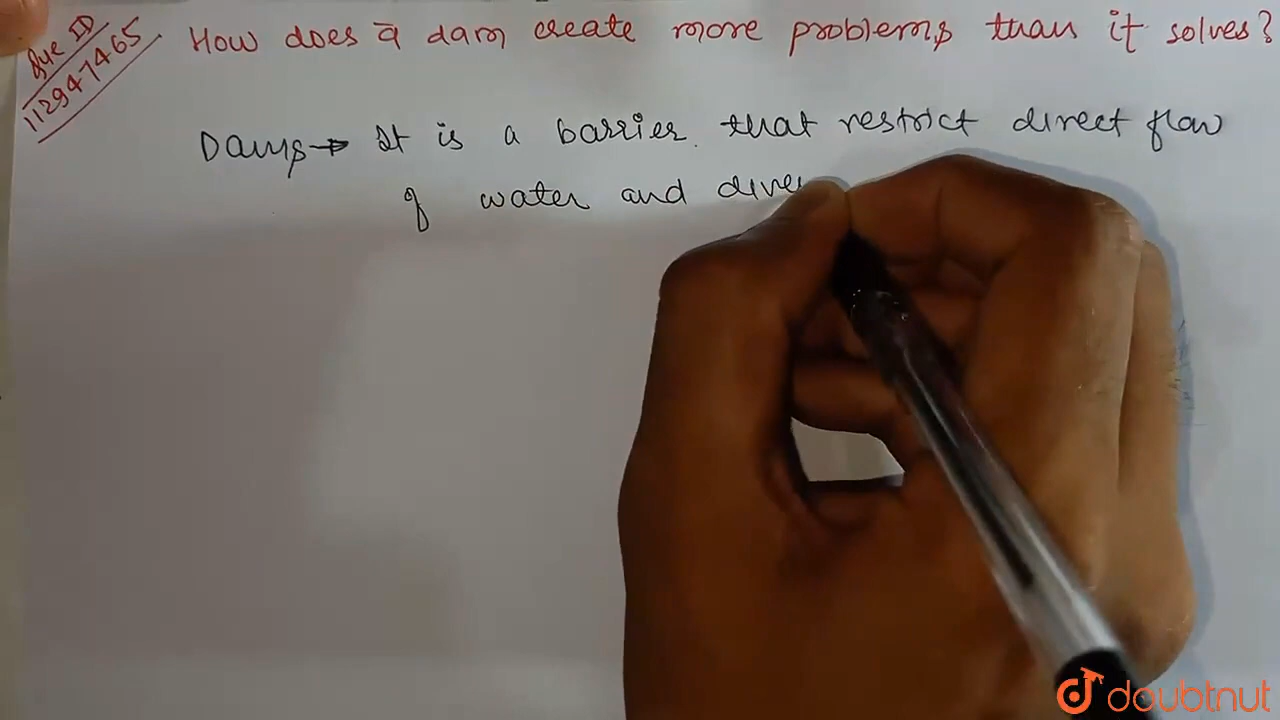 Que ID
112947465
How does a dam create more problems than it solves?
Dams → It is a barrier that restrict direct flow
of water and dive
doubtnut